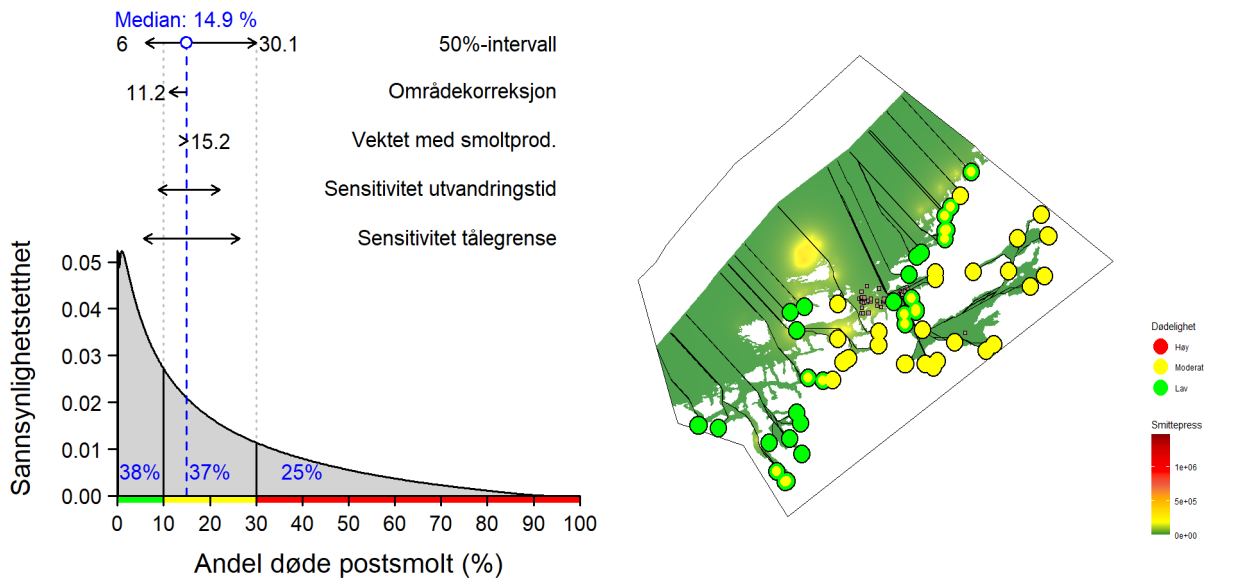 Median: 14.9 %
6
30.1
50%-intervall
11.2
Områdekorreksjon
15.2
Vektet med smoltprod.
Sensitivitet utvandringstid
Sensitivitet tålegrense
Sannsynlighetstetthet
0.05
0.04
0.03
0.02
0.01
0.00
38%
37%
25%
0 10 20 30 40 50 60 70 80 90 100
Andel døde postsmolt (%)
Dødelighet
Høy
Moderat
Lav
Smittepress
1e+06
5e+05
0e+00